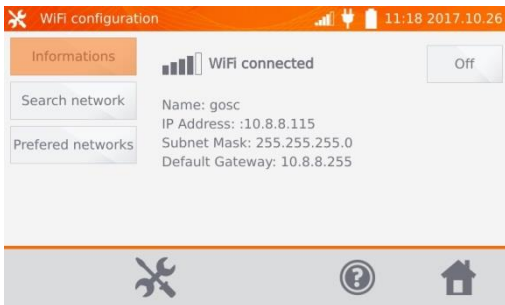 WiFi configuration
11:18 2017.10.26
Informations
WiFi connected
Off
Search network
Prefered networks
Name: gosc
IP Address: :10.8.8.115
Subnet Mask: 255.255.255.0
Default Gateway: 10.8.8.255
?